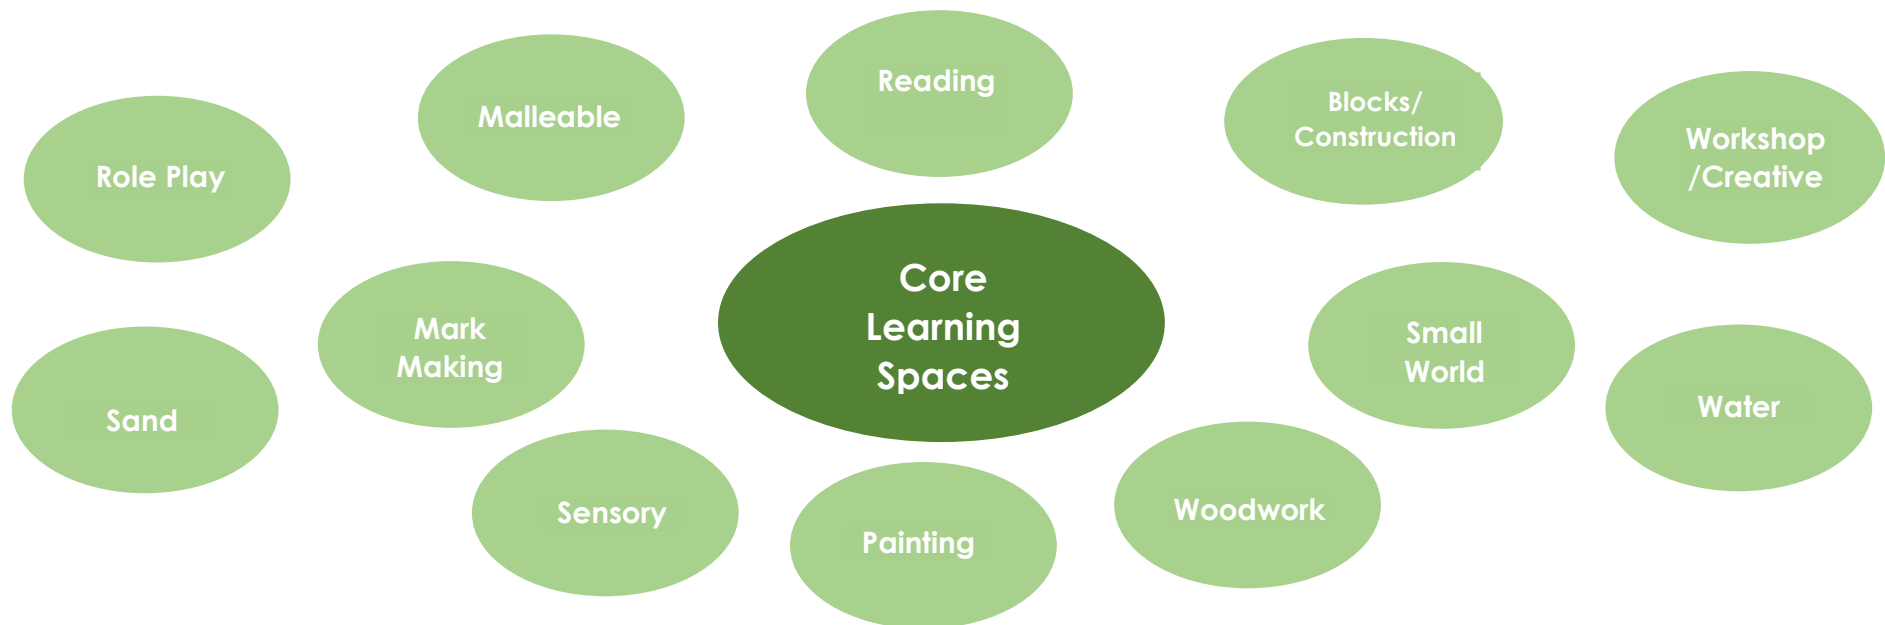 Reading
Malleable
Blocks/
Construction
Workshop
/Creative
Role Play
Core
Learning
Spaces
Mark
Making
Small
World
Sand
Water
Sensory
Painting
Woodwork